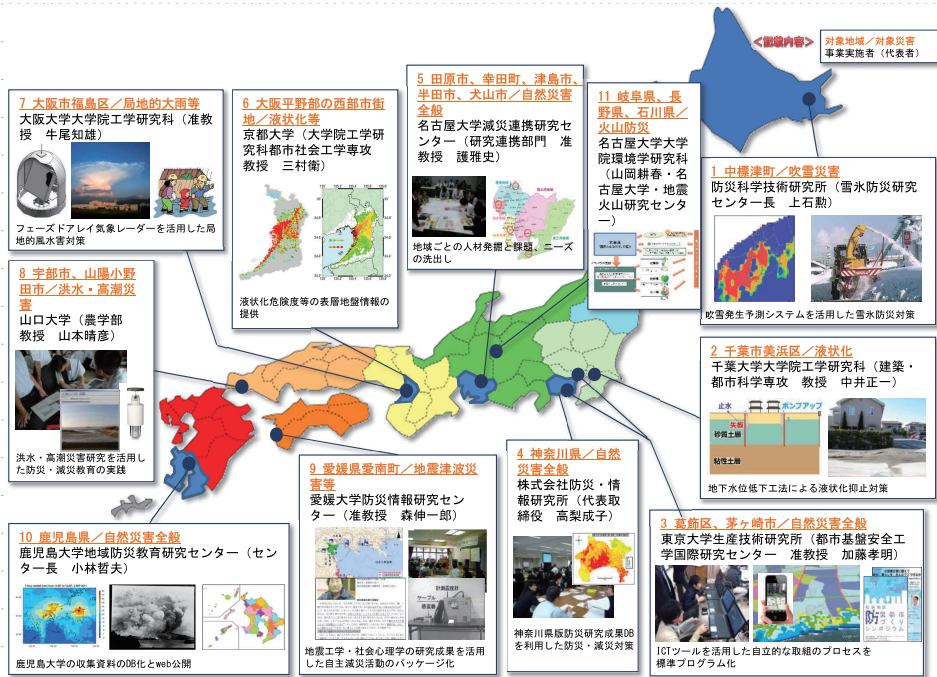 <記載内容>
対象地域／対象災害
事業実施者（代表者）
1 中標津町／吹雪災害
防災科学技術研究所（雪氷防災研究
センター長　上石勲）
吹雪発生予測システムを活用した雪氷防災対策
2 千葉市美浜区／液状化
千葉大学大学院工学研究科（建築・
都市科学専攻　教授　中井正一）
止水
ポンプアップ
矢板
砂質土層
粘性土層
地下水位低下工法による液状化抑止対策
3 葛飾区、茅ヶ崎市／自然災害全般
東京大学生産技術研究所（都市基盤安全工
学国際研究センター　准教授　加藤孝明）
防災
づくり
シンポジウム
ICTツールを活用した自立的な取組のプロセスを
標準プログラム化
4 神奈川県／自然
災害全般
株式会社防災・情
報研究所（代表取
締役　高梨成子）
神奈川県版防災研究成果DB
を利用した防災・減災対策
5 田原市、幸田町、津島市、
半田市、犬山市／自然災害
全般
名古屋大学減災連携研究セ
ンター（研究連携部門　准
教授　護雅史）
地域ごとの人材発掘と課題、ニーズ
の洗出し
6 大阪平野部の西部市街
地／液状化等
京都大学（大学院工学研
究科都市社会工学専攻
教授　三村衛）
液状化危険度等の表層地盤情報の
提供
7 大阪市福島区／局地的大雨等
大阪大学大学院工学研究科（准教
授　牛尾知雄）
フェーズドアレイ気象レーダーを活用した局
地的風水害対策
8 宇部市、山陽小野
田市／洪水・高潮災
害
山口大学（農学部
教授　山本晴彦）
洪水・高潮災害研究を活用し
た防災・減災教育の実践
9 愛媛県愛南町／地震津波災
害等
愛媛大学防災情報研究セン
ター（准教授　森伸一郎）
計測震度計
ケーブル
感震器
地震工学・社会心理学の研究成果を活用
した自主減災活動のパッケージ化
10 鹿児島県／自然災害全般
鹿児島大学地域防災教育研究センター（セン
ター長　小林哲夫）
鹿児島大学の収集資料のDB化とweb公開
11 岐阜県、長
野県、石川県／
火山防災
名古屋大学大学
院環境学研究科
（山岡耕春・名
古屋大学・地震
火山研究センタ
ー）